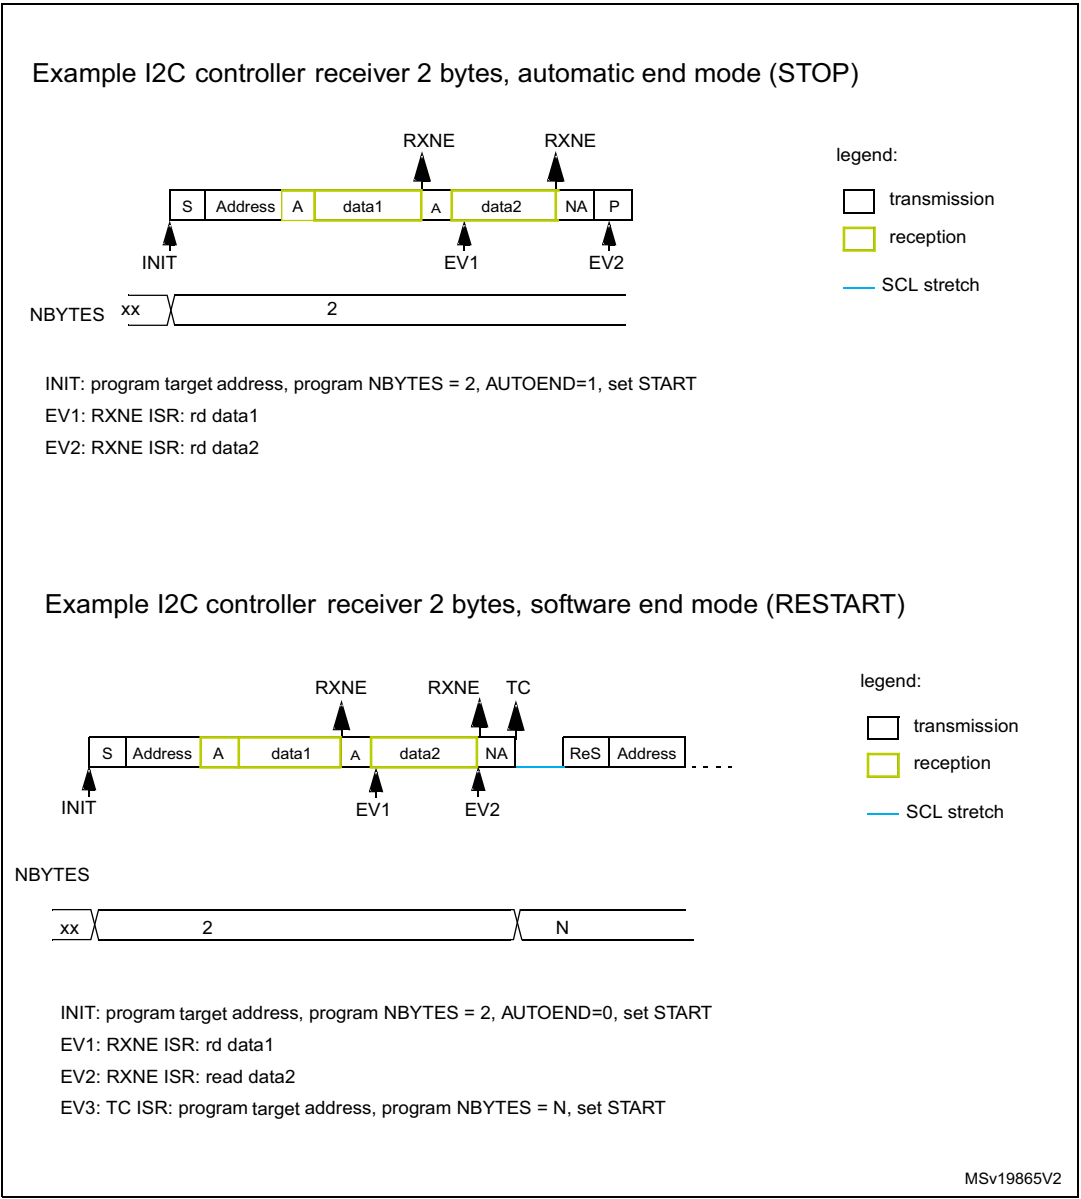 Example I2C controller receiver 2 bytes, automatic end mode (STOP)
RXNE RXNE
legend:
S Address A data1 A data2 NA P
transmission
reception
INIT EV1 EV2
SCL stretch
NBYTES xx 2
INIT: program target address, program NBYTES = 2, AUTOEND=1, set START
EV1: RXNE ISR: rd data1
EV2: RXNE ISR: rd data2
Example I2C controller receiver 2 bytes, software end mode (RESTART)
RXNE RXNE TC
legend:
S Address A data1 A data2 NA ReS Address
transmission
reception
INIT EV1 EV2
SCL stretch
NBYTES
xx 2 N
INIT: program target address, program NBYTES = 2, AUTOEND=0, set START
EV1: RXNE ISR: rd data1
EV2: RXNE ISR: read data2
EV3: TC ISR: program target address, program NBYTES = N, set START
MSv19865V2